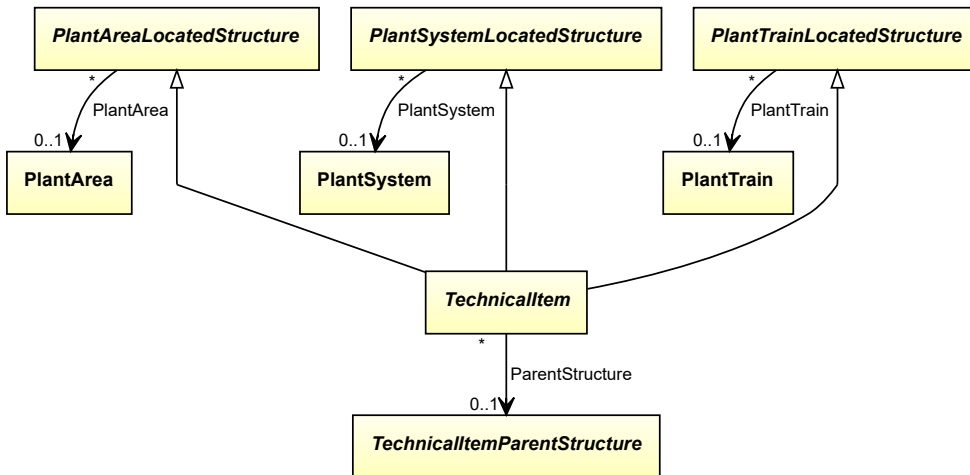 PlantAreaLocatedStructure
PlantSystemLocatedStructure
PlantTrainLocatedStructure
*
*
*
PlantArea
PlantSystem
PlantTrain
0..1
0..1
0..1
PlantArea
PlantSystem
PlantTrain
TechnicalItem
*
ParentStructure
0..1
TechnicalItemParentStructure